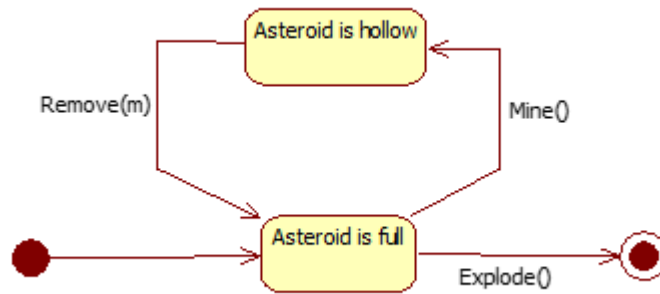 Asteroid is hollow
Remove(m)
Mine()
Asteroid is full
Explode()